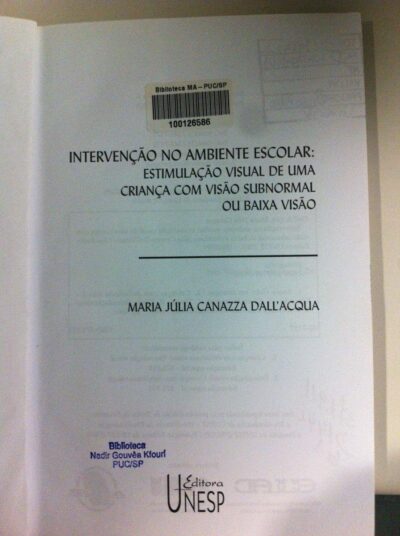 Biblioteca MA - PUC/SP
100126586
INTERVENÇÃO NO AMBIENTE ESCOLAR:
ESTIMULAÇÃO VISUAL DE UMA
CRIANÇA COM VISÃO SUBNORMAL
OU BAIXA VISÃO
MARIA JÚLIA CANAZZA DALL'ACQUA
Biblioteca
Nadir Gouvêa Kfouri
PUC/SP
Editora
UNESP